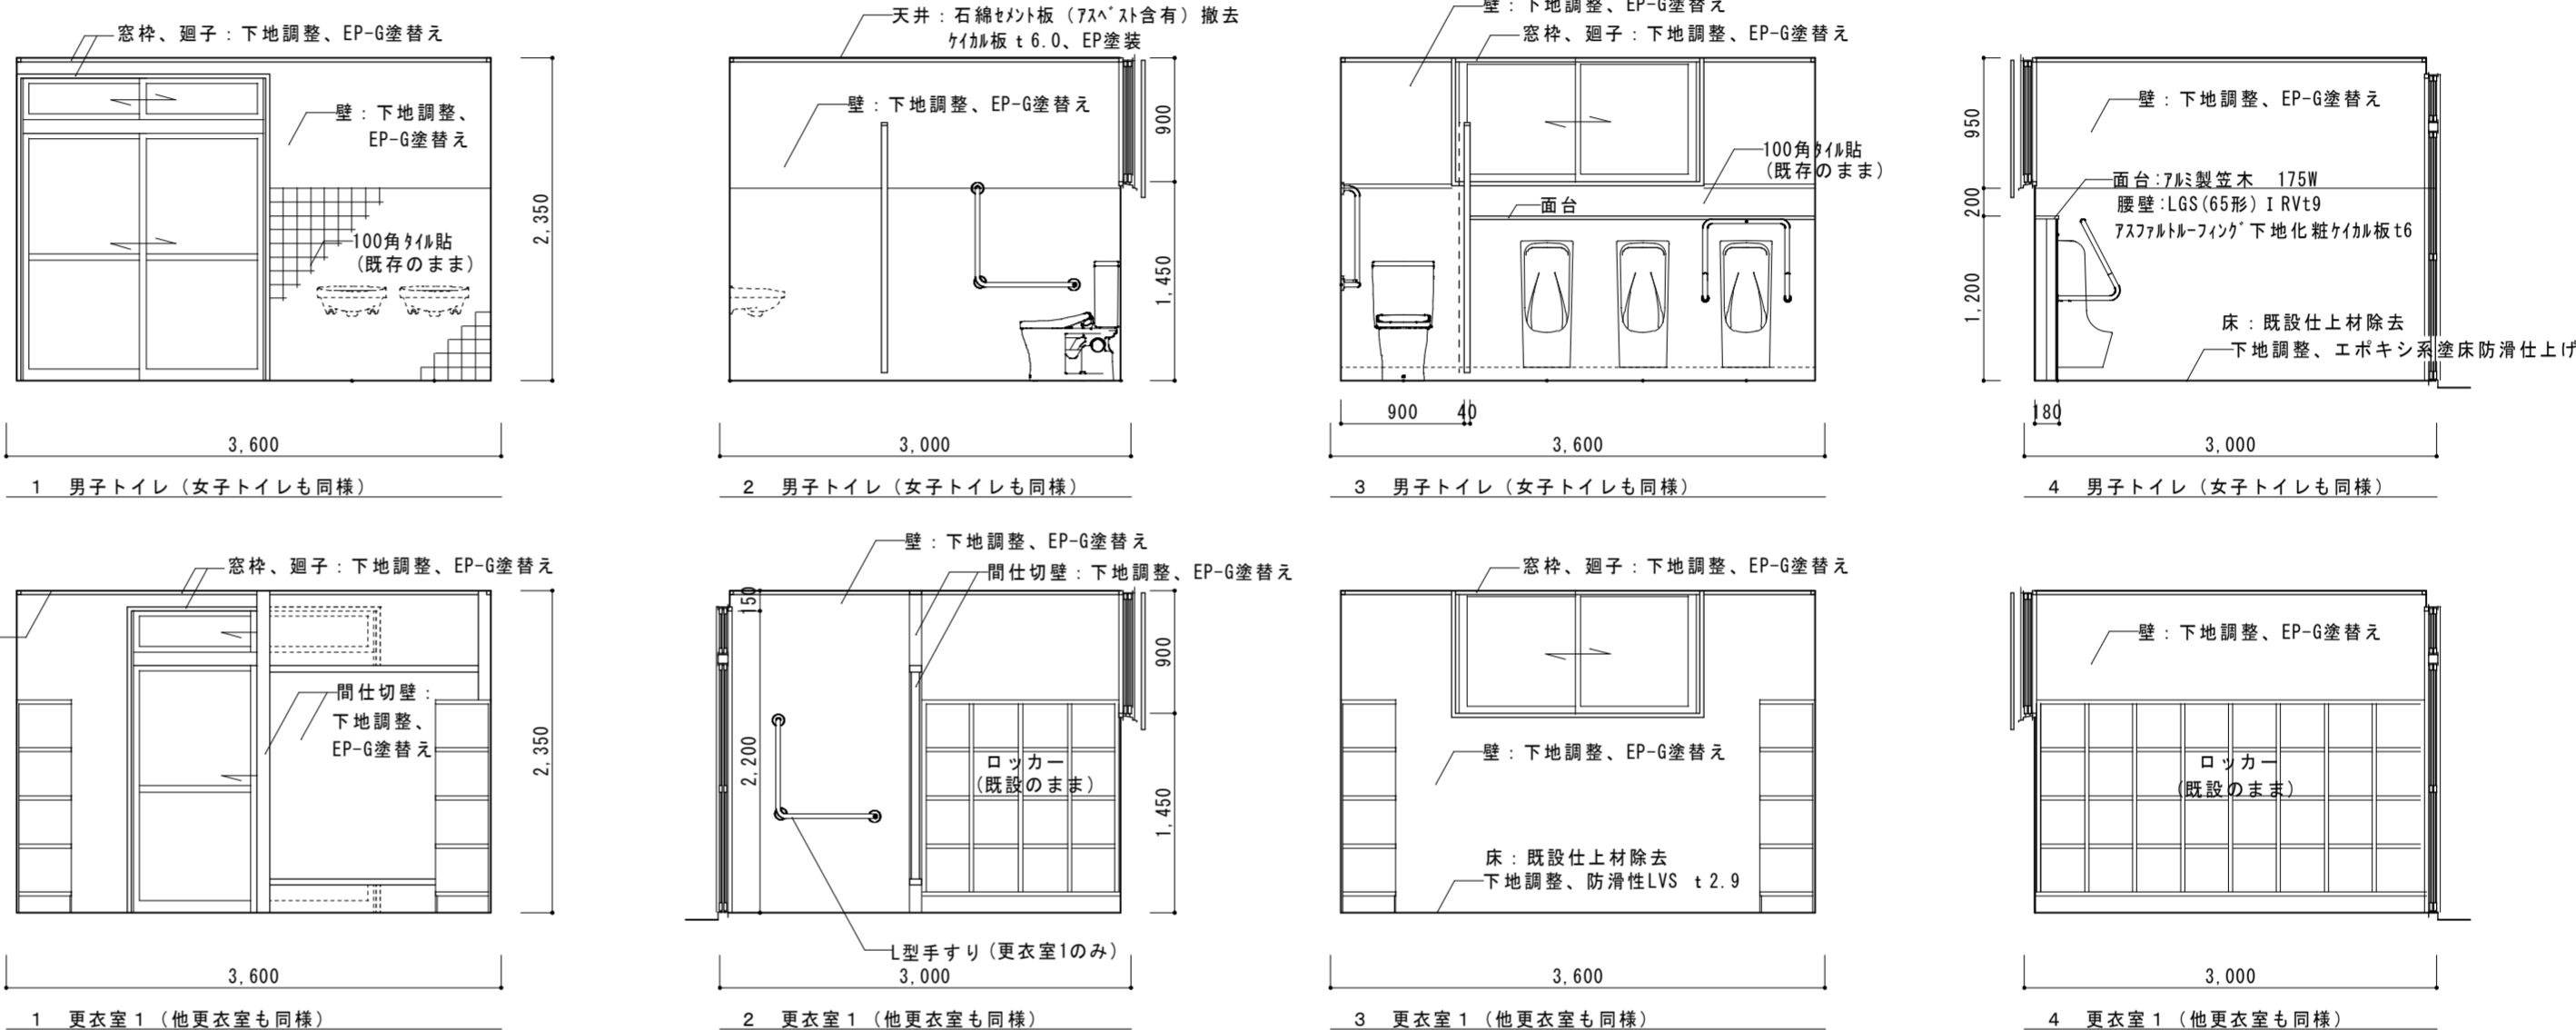 窓枠、廻子：下地調整、EP-G塗替え
壁：下地調整、
EP-G塗替え
100角ﾀｲﾙ貼
(既存のまま)
2,350
3,600
1 男子トイレ（女子トイレも同様）
天井：石綿ｾﾒﾝﾄ板（ｱｽﾍﾞｽﾄ含有）撤去
ｹｲｶﾙ板 t 6.0、EP塗装
壁：下地調整、EP-G塗替え
900
1,450
3,000
2 男子トイレ（女子トイレも同様）
壁：下地調整、EP-G塗替え
窓枠、廻子：下地調整、EP-G塗替え
100角ﾀｲﾙ貼
(既存のまま)
面台
900
40
3,600
3 男子トイレ（女子トイレも同様）
壁：下地調整、EP-G塗替え
950
200
1,200
面台:ｱﾙﾐ製笠木 175W
腰壁:LGS(65形) I RVt9
ｱｽﾌｧﾙﾄﾙｰﾌｨﾝｸﾞ下地化粧ｹｲｶﾙ板t6
床：既設仕上材除去
下地調整、エポキシ系塗床防滑仕上げ
180
3,000
4 男子トイレ（女子トイレも同様）
窓枠、廻子：下地調整、EP-G塗替え
間仕切壁：
下地調整、
EP-G塗替え
2,350
3,600
1 更衣室１（他更衣室も同様）
壁：下地調整、EP-G塗替え
間仕切壁：下地調整、EP-G塗替え
150
2,200
900
1,450
ロッカー
(既設のまま)
L型手すり(更衣室1のみ)
3,000
2 更衣室１（他更衣室も同様）
窓枠、廻子：下地調整、EP-G塗替え
壁：下地調整、EP-G塗替え
床：既設仕上材除去
下地調整、防滑性LVS t2.9
3,600
3 更衣室１（他更衣室も同様）
壁：下地調整、EP-G塗替え
ロッカー
(既設のまま)
3,000
4 更衣室１（他更衣室も同様）